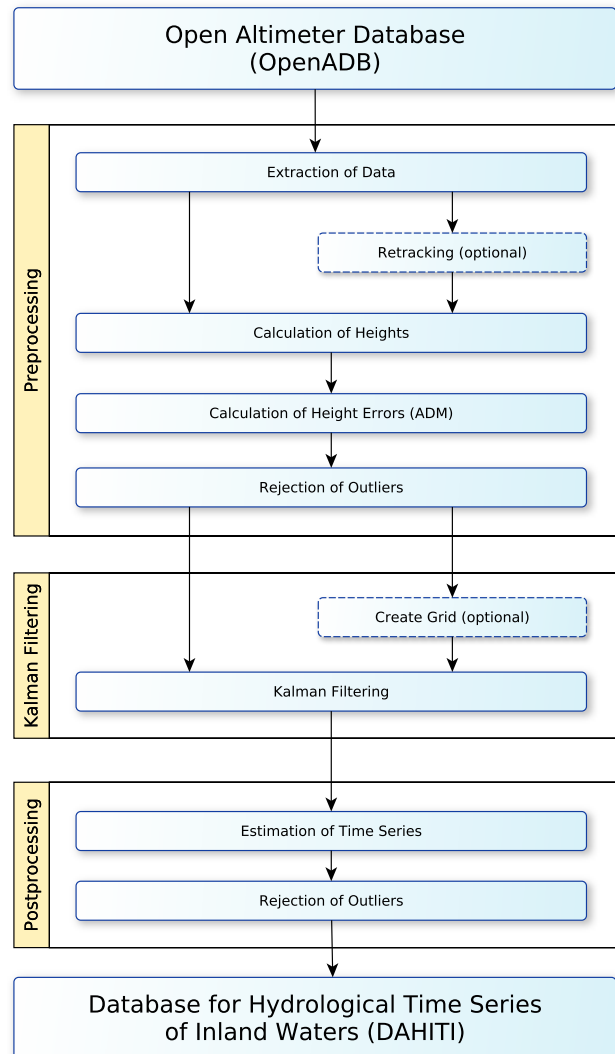 Open Altimeter Database
(OpenADB)
Preprocessing
Extraction of Data
Retracking (optional)
Calculation of Heights
Calculation of Height Errors (ADM)
Rejection of Outliers
Kalman Filtering
Create Grid (optional)
Kalman Filtering
Postprocessing
Estimation of Time Series
Rejection of Outliers
Database for Hydrological Time Series
of Inland Waters (DAHITI)